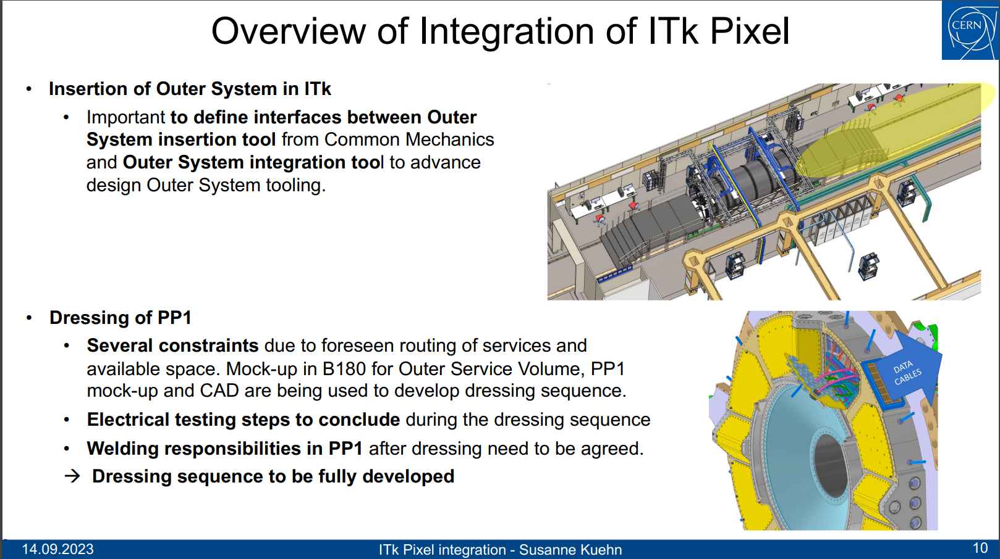 Overview of Integration of ITk Pixel
CERN
• Insertion of Outer System in ITk
• Important to define interfaces between Outer
System insertion tool from Common Mechanics
and Outer System integration tool to advance
design Outer System tooling.
• Dressing of PP1
• Several constraints due to foreseen routing of services and
available space. Mock-up in B180 for Outer Service Volume, PP1
mock-up and CAD are being used to develop dressing sequence.
• Electrical testing steps to conclude during the dressing sequence
• Welding responsibilities in PP1 after dressing need to be agreed.
→ Dressing sequence to be fully developed
DATA
CABLES
14.09.2023
ITk Pixel integration - Susanne Kuehn
10